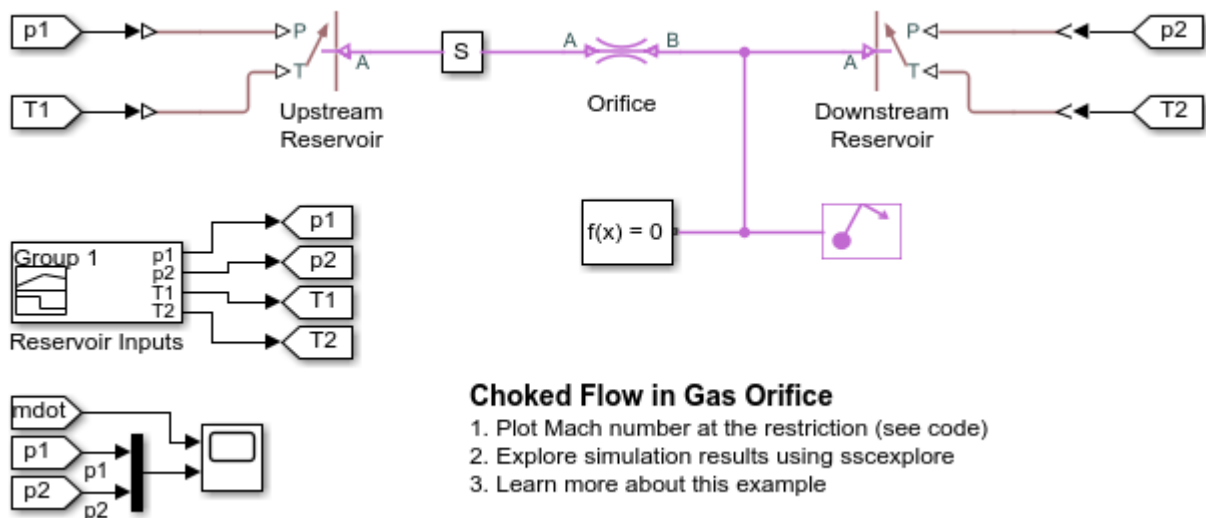 p1
P
A
S
A
B
A
P
p2
T1
T
Upstream
Reservoir
Orifice
Downstream
Reservoir
T
T2
Group 1
p1
p2
T1
T2
p1
p2
T1
T2
Reservoir Inputs
f(x) = 0
mdot
p1
p1
p2
p2
Choked Flow in Gas Orifice
1. Plot Mach number at the restriction (see code)
2. Explore simulation results using sscexplore
3. Learn more about this example